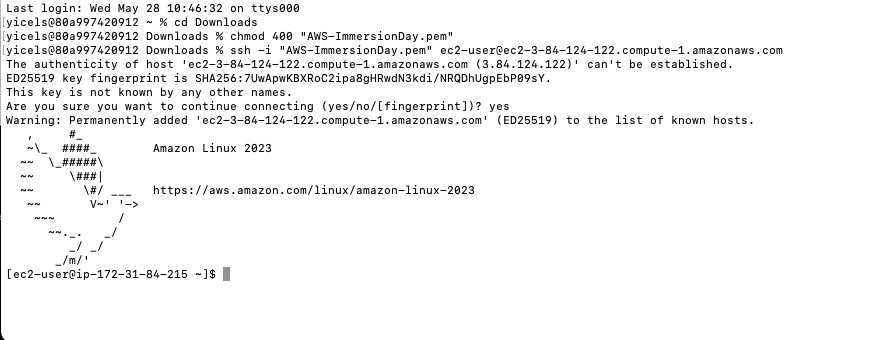 Last login: Wed May 28 10:46:32 on ttys000
[yicels@80a997420912 ~ % cd Downloads
[yicels@80a997420912 Downloads % chmod 400 "AWS-ImmersionDay.pem"
[yicels@80a997420912 Downloads % ssh -i "AWS-ImmersionDay.pem" ec2-user@ec2-3-84-124-122.compute-1.amazonaws.com
The authenticity of host 'ec2-3-84-124-122.compute-1.amazonaws.com (3.84.124.122)' can't be established.
ED25519 key fingerprint is SHA256:7UwApwKBXRoC2ipa8gHRwdN3kdi/NRQDhUgpEbP09sY.
This key is not known by any other names.
Are you sure you want to continue connecting (yes/no/[fingerprint])? yes
Warning: Permanently added 'ec2-3-84-124-122.compute-1.amazonaws.com' (ED25519) to the list of known hosts.
   ,     #_
   ~\_  ####_        Amazon Linux 2023
  ~~  \_#####\
  ~~     \###|
  ~~       \#/ ___   https://aws.amazon.com/linux/amazon-linux-2023
   ~~       V~' '->
    ~~~         /
      ~~._.   _/
         _/ _/
       _/m/'
[ec2-user@ip-172-31-84-215 ~]$